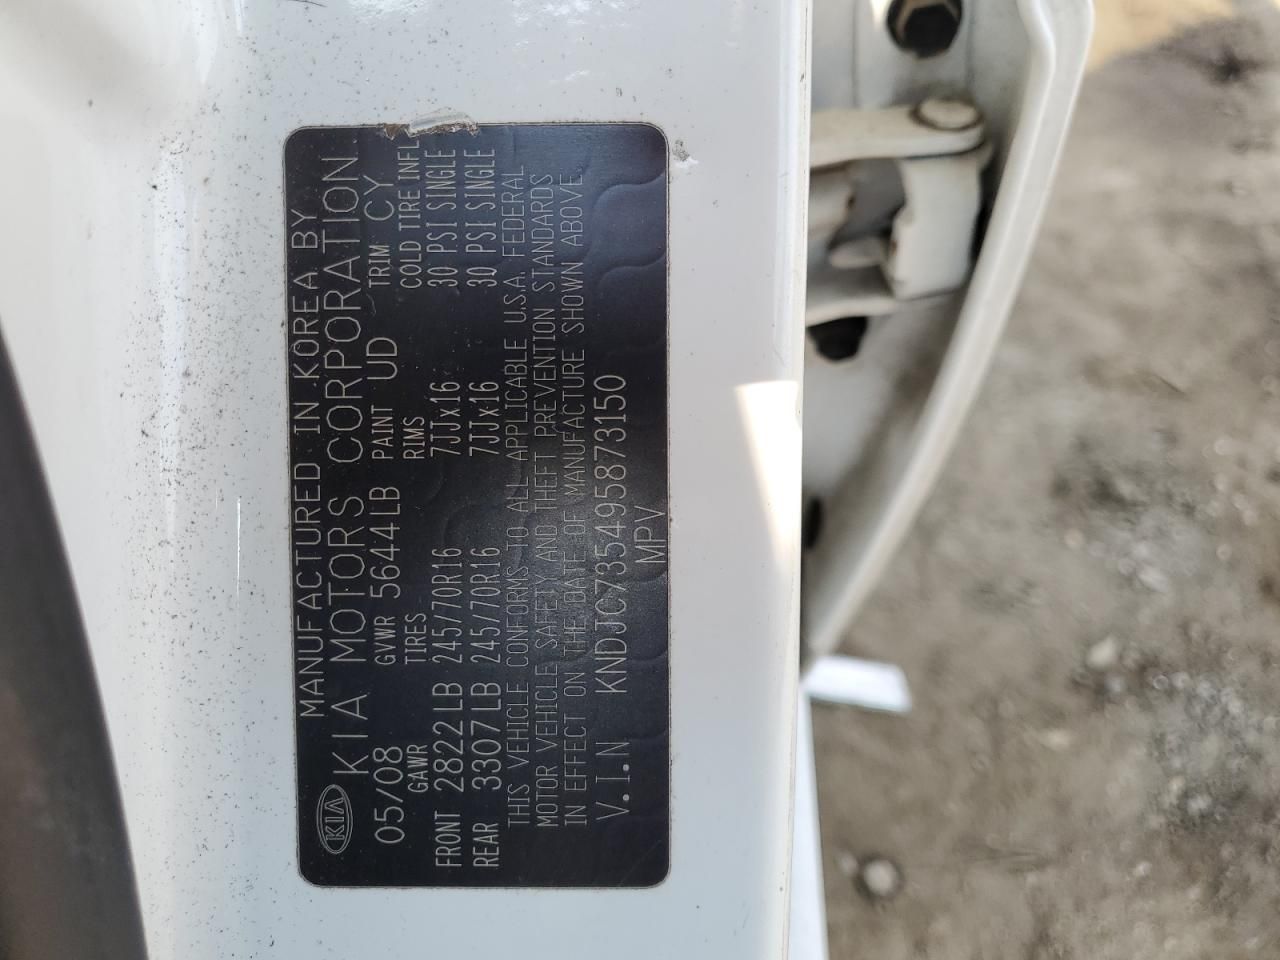 KIA
MANUFACTURED IN KOREA BY
KIA MOTORS CORPORATION
05/08 GVWR 5644LB PAINT UD TRIM CY
GAWR TIRES RIMS COLD TIRE INFL
FRONT 2822LB 245/70R16 7JJx16 30 PSI SINGLE
REAR 3307LB 245/70R16 7JJx16 30 PSI SINGLE
THIS VEHICLE CONFORMS TO ALL APPLICABLE U.S.A. FEDERAL
MOTOR VEHICLE SAFETY AND THEFT PREVENTION STANDARDS
IN EFFECT ON THE DATE OF MANUFACTURE SHOWN ABOVE
V.I.N KNDJC735495873150
MPV